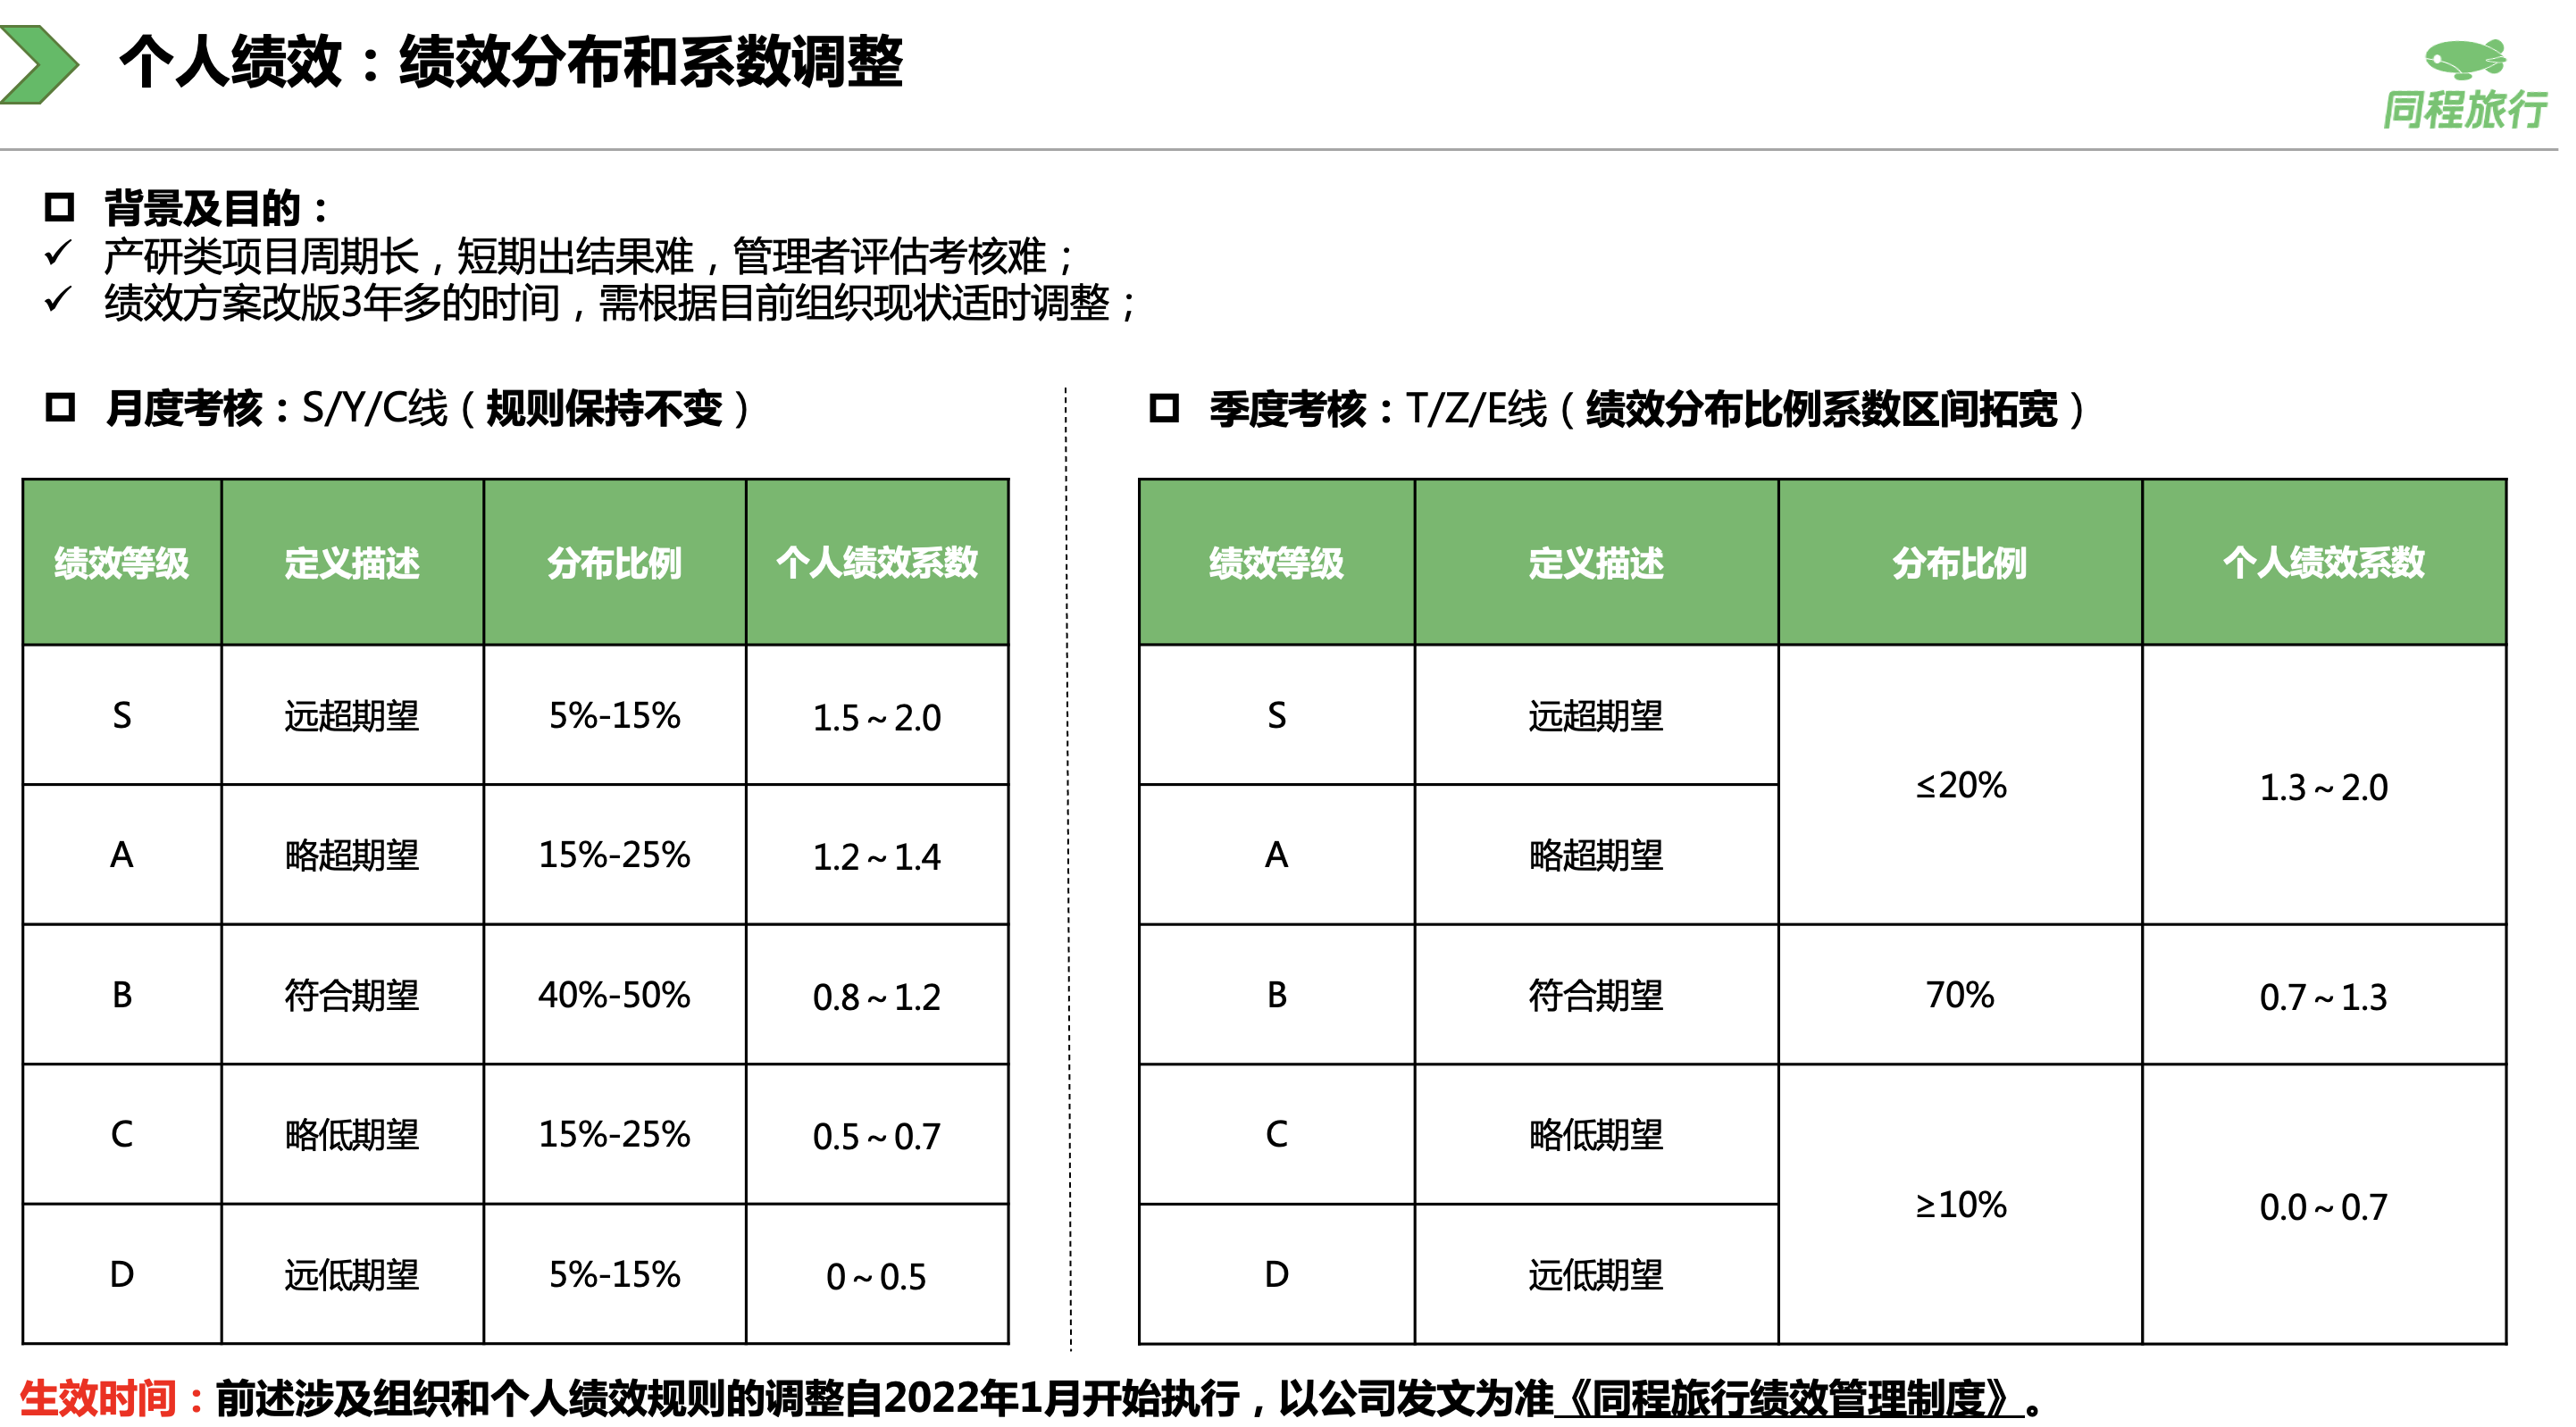 个人绩效：绩效分布和系数调整
同程旅行
背景及目的：
产研类项目周期长，短期出结果难，管理者评估考核难；
绩效方案改版3年多的时间，需根据目前组织现状适时调整；
月度考核：S/Y/C线（规则保持不变）
绩效等级 定义描述 分布比例 个人绩效系数
S 远超期望 5%-15% 1.5～2.0
A 略超期望 15%-25% 1.2～1.4
B 符合期望 40%-50% 0.8～1.2
C 略低期望 15%-25% 0.5～0.7
D 远低期望 5%-15% 0～0.5
季度考核：T/Z/E线（绩效分布比例系数区间拓宽）
绩效等级 定义描述 分布比例 个人绩效系数
S 远超期望
≤20% 1.3～2.0
A 略超期望
B 符合期望 70% 0.7～1.3
C 略低期望
≥10% 0.0～0.7
D 远低期望
生效时间：前述涉及组织和个人绩效规则的调整自2022年1月开始执行，以公司发文为准《同程旅行绩效管理制度》。